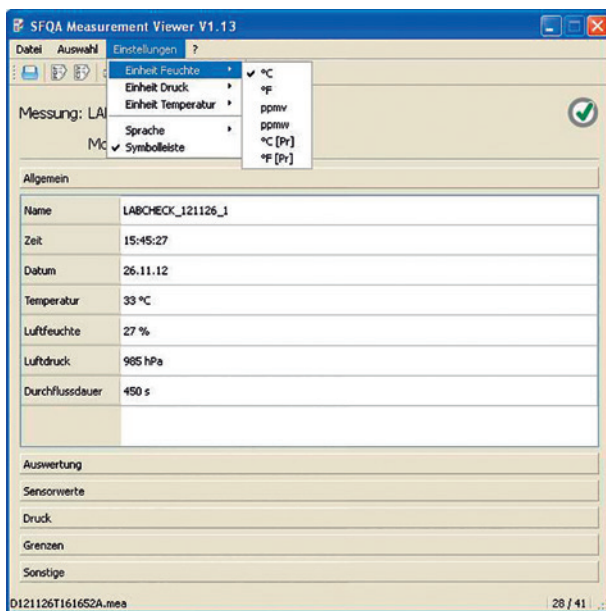 SFQA Measurement Viewer V1.13
Datei Auswahl Einstellungen ?
Einheit Feuchte
Einheit Druck
Einheit Temperatur
Sprache
✓ Symbolleiste
✓ °C
°F
ppmv
ppmw
°C [Pr]
°F [Pr]
Messung: LA
Mo
Allgemein
Name LABCHECK_121126_1
Zeit 15:45:27
Datum 26.11.12
Temperatur 33 °C
Luftfeuchte 27 %
Luftdruck 985 hPa
Durchflussdauer 450 s
Auswertung
Sensorwerte
Druck
Grenzen
Sonstige
D121126T161652A.mea 28 / 41